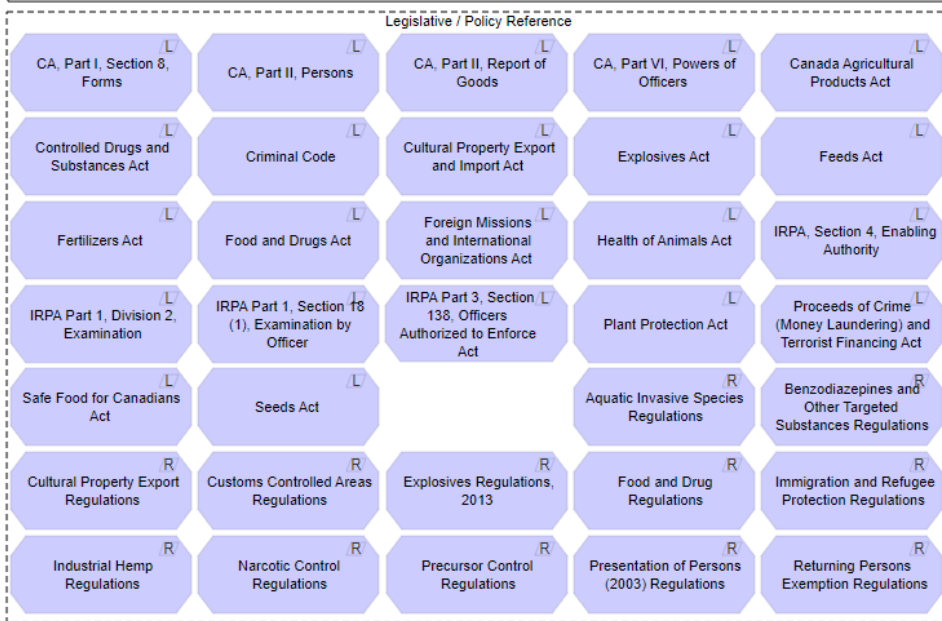 Legislative / Policy Reference
L
CA, Part I, Section 8,
Forms
L
CA, Part II, Persons
L
CA, Part II, Report of
Goods
L
CA, Part VI, Powers of
Officers
L
Canada Agricultural
Products Act
L
Controlled Drugs and
Substances Act
L
Criminal Code
L
Cultural Property Export
and Import Act
L
Explosives Act
L
Feeds Act
L
Fertilizers Act
L
Food and Drugs Act
L
Foreign Missions
and International
Organizations Act
L
Health of Animals Act
L
IRPA, Section 4, Enabling
Authority
L
IRPA Part 1, Division 2,
Examination
L
IRPA Part 1, Section 18
(1), Examination by
Officer
L
IRPA Part 3, Section
138, Officers
Authorized to Enforce
Act
L
Plant Protection Act
L
Proceeds of Crime
(Money Laundering) and
Terrorist Financing Act
L
Safe Food for Canadians
Act
L
Seeds Act
R
Aquatic Invasive Species
Regulations
R
Benzodiazepines and
Other Targeted
Substances Regulations
R
Cultural Property Export
Regulations
R
Customs Controlled Areas
Regulations
R
Explosives Regulations,
2013
R
Food and Drug
Regulations
R
Immigration and Refugee
Protection Regulations
R
Industrial Hemp
Regulations
R
Narcotic Control
Regulations
R
Precursor Control
Regulations
R
Presentation of Persons
(2003) Regulations
R
Returning Persons
Exemption Regulations